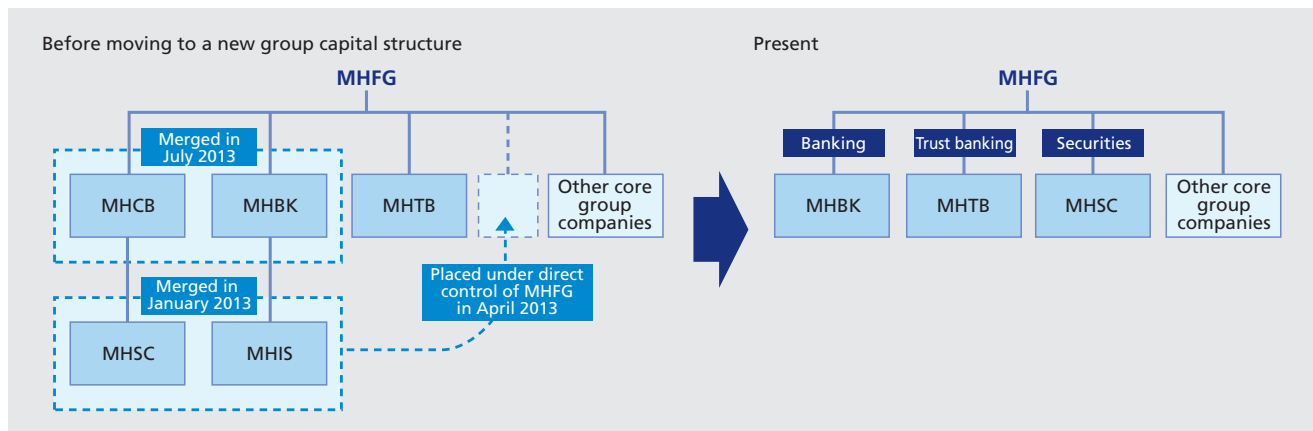 Before moving to a new group capital structure
MHFG
Merged in
July 2013
MHCB
MHBK
MHTB
Other core
group
companies
Merged in
January 2013
Placed under direct
control of MHFG
in April 2013
MHSC
MHIS
Present
MHFG
Banking
Trust banking
Securities
MHBK
MHTB
MHSC
Other core
group
companies